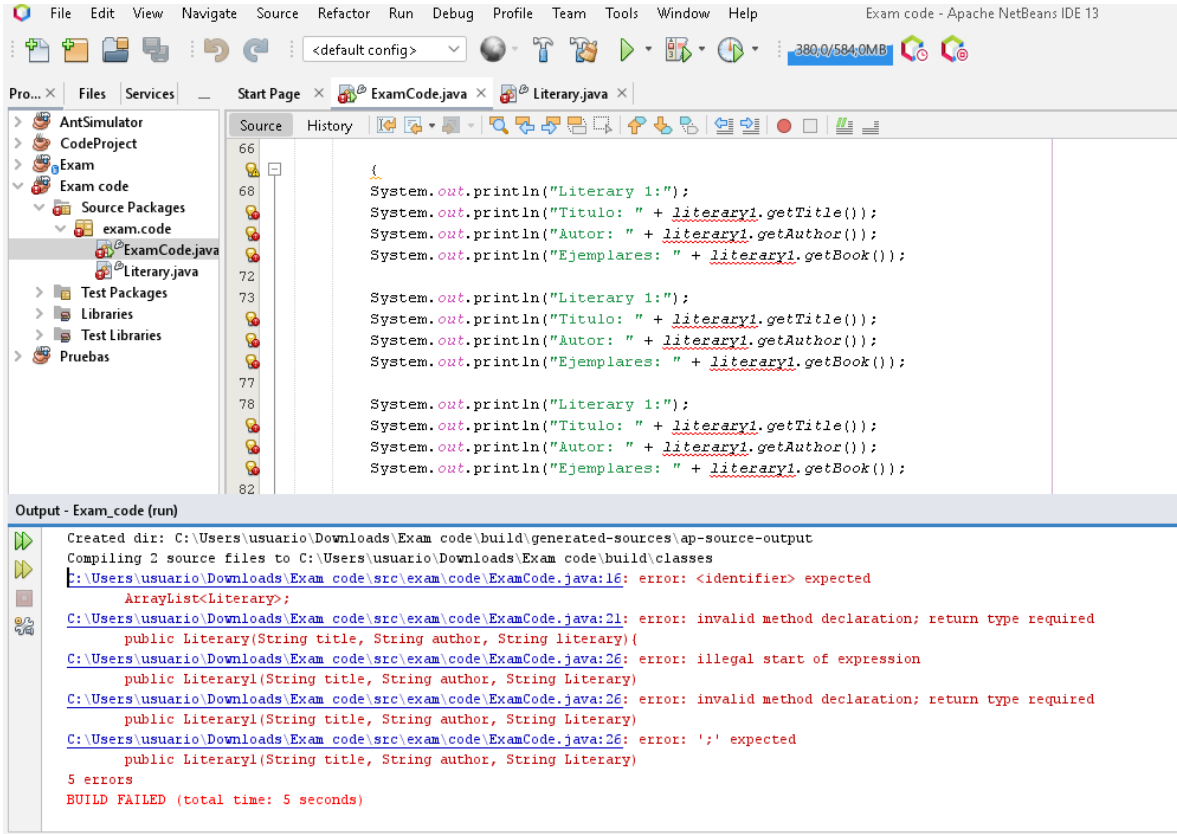 File Edit View Navigate Source Refactor Run Debug Profile Team Tools Window Help Exam code - Apache NetBeans IDE 13
<default config> 380,0/584,0MB
Pro... Files Services Start Page ExamCode.java Literary.java
AntSimulator
CodeProject
Exam
Exam code
Source Packages
exam.code
ExamCode.java
Literary.java
Test Packages
Libraries
Test Libraries
Pruebas
Source History
66
{
68 System.out.println("Literary 1:");
System.out.println("Titulo: " + literary1.getTitle());
System.out.println("Autor: " + literary1.getAuthor());
System.out.println("Ejemplares: " + literary1.getBook());
72
73 System.out.println("Literary 1:");
System.out.println("Titulo: " + literary1.getTitle());
System.out.println("Autor: " + literary1.getAuthor());
System.out.println("Ejemplares: " + literary1.getBook());
77
78 System.out.println("Literary 1:");
System.out.println("Titulo: " + literary1.getTitle());
System.out.println("Autor: " + literary1.getAuthor());
System.out.println("Ejemplares: " + literary1.getBook());
82
Output - Exam_code (run)
Created dir: C:\Users\usuario\Downloads\Exam code\build\generated-sources\ap-source-output
Compiling 2 source files to C:\Users\usuario\Downloads\Exam code\build\classes
C:\Users\usuario\Downloads\Exam code\src\exam\code\ExamCode.java:16: error: <identifier> expected
ArrayList<Literary>;
C:\Users\usuario\Downloads\Exam code\src\exam\code\ExamCode.java:21: error: invalid method declaration; return type required
public Literary(String title, String author, String literary){
C:\Users\usuario\Downloads\Exam code\src\exam\code\ExamCode.java:26: error: illegal start of expression
public Literary1(String title, String author, String Literary)
C:\Users\usuario\Downloads\Exam code\src\exam\code\ExamCode.java:26: error: invalid method declaration; return type required
public Literary1(String title, String author, String Literary)
C:\Users\usuario\Downloads\Exam code\src\exam\code\ExamCode.java:26: error: ';' expected
public Literary1(String title, String author, String Literary)
5 errors
BUILD FAILED (total time: 5 seconds)